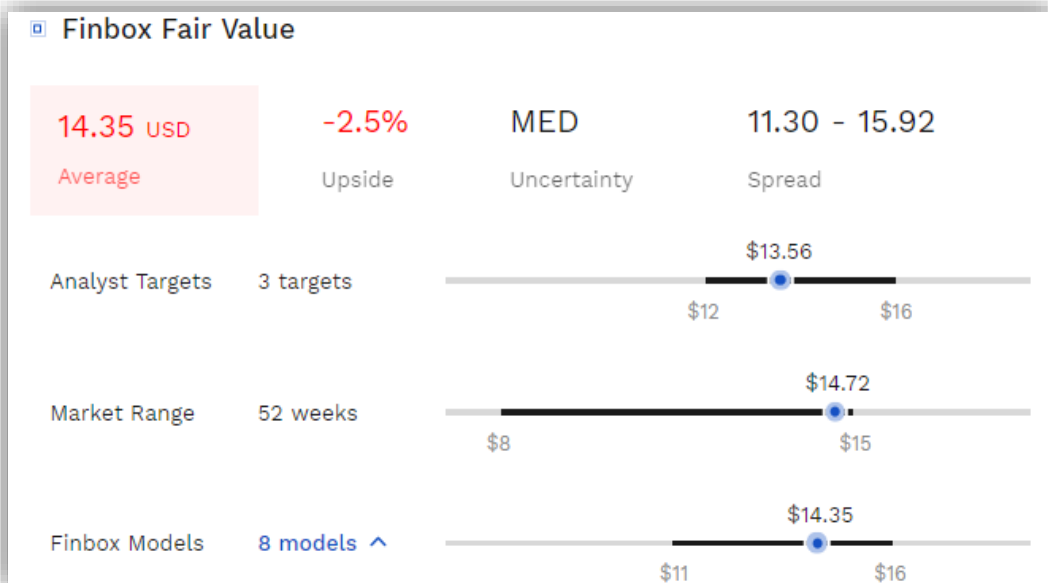 Finbox Fair Value
14.35 USD -2.5% MED 11.30 - 15.92
Average Upside Uncertainty Spread
$13.56
Analyst Targets 3 targets
$12 $16
$14.72
Market Range 52 weeks
$8 $15
$14.35
Finbox Models 8 models
$11 $16